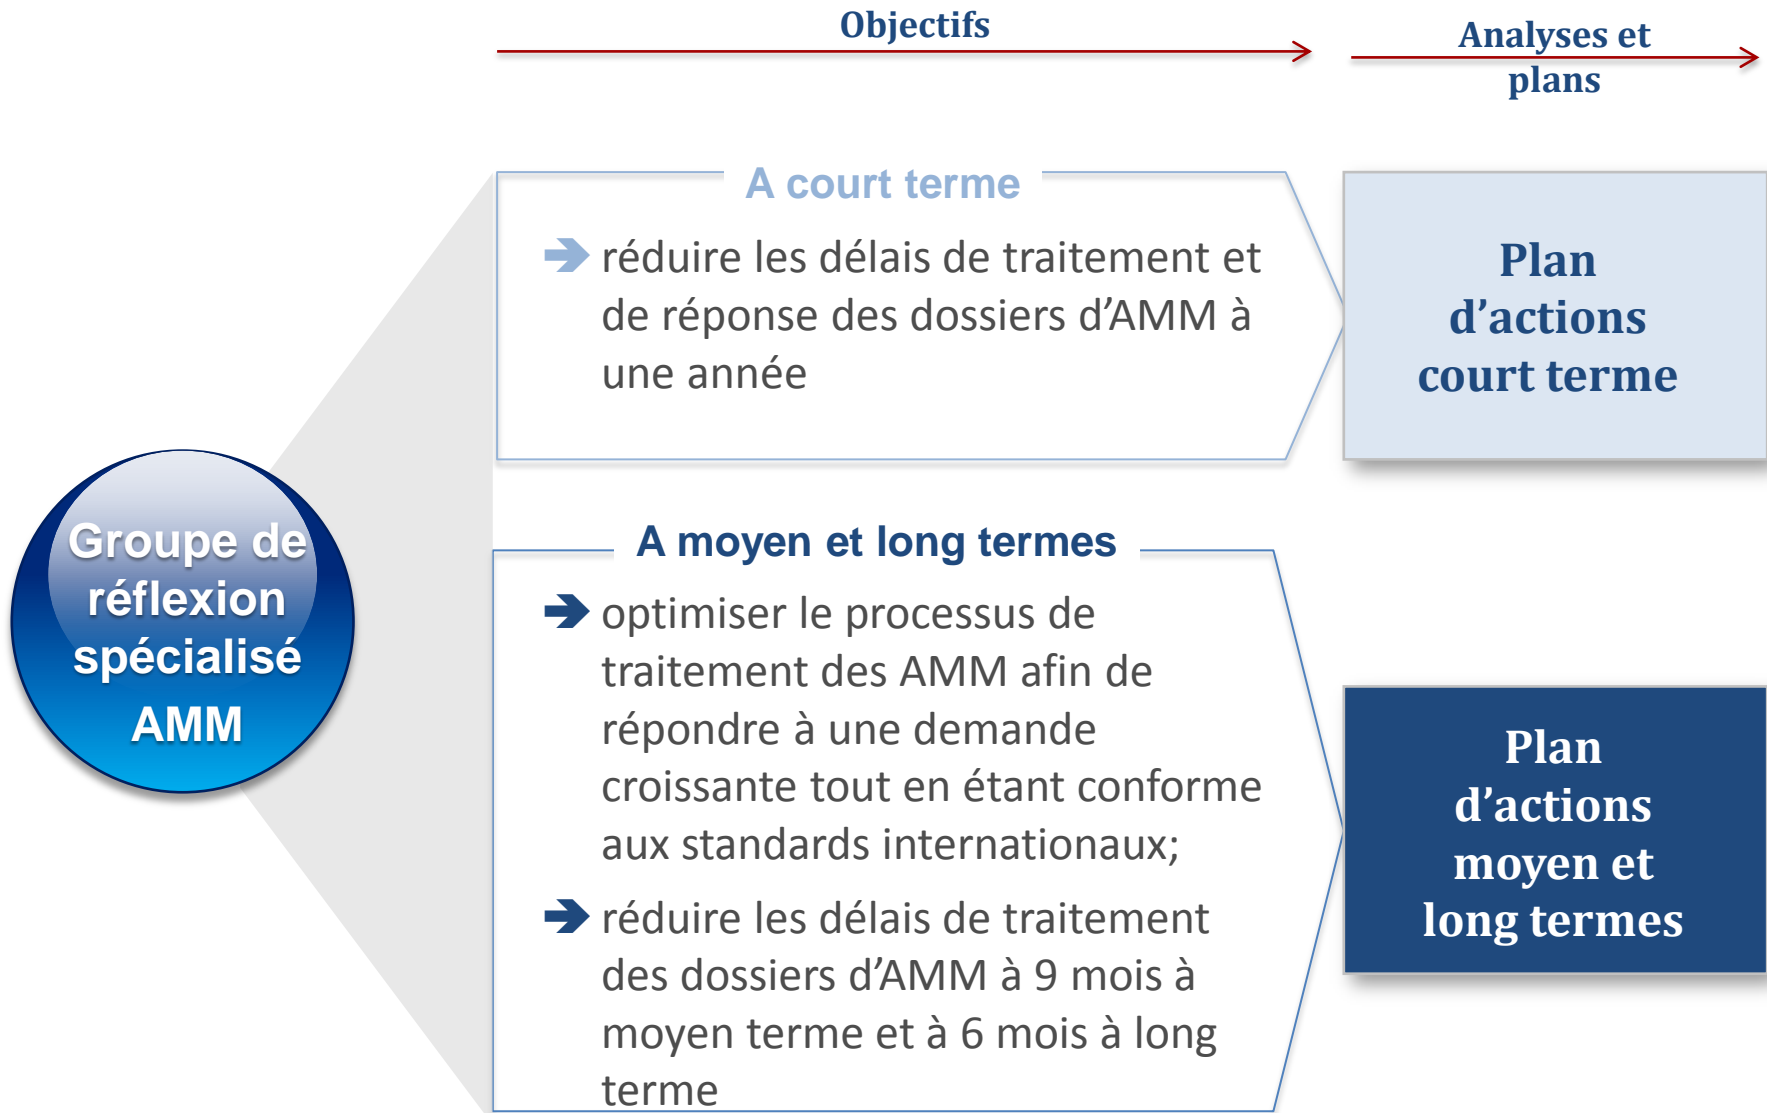 Objectifs
Analyses et
plans
A court terme
réduire les délais de traitement et
de réponse des dossiers d’AMM à
une année
Plan
d’actions
court terme
Groupe de
réflexion
spécialisé
AMM
A moyen et long termes
optimiser le processus de
traitement des AMM afin de
répondre à une demande
croissante tout en étant conforme
aux standards internationaux;
réduire les délais de traitement
des dossiers d’AMM à 9 mois à
moyen terme et à 6 mois à long
terme
Plan
d’actions
moyen et
long termes